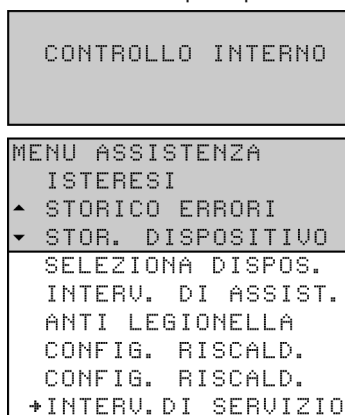 CONTROLLO INTERNO
MENU ASSISTENZA
ISTERESI
STORICO ERRORI
STOR. DISPOSITIVO
SELEZIONA DISPOS.
INTERV. DI ASSIST.
ANTI LEGIONELLA
CONFIG. RISCALD.
CONFIG. RISCALD.
INTERV.DI SERVIZIO